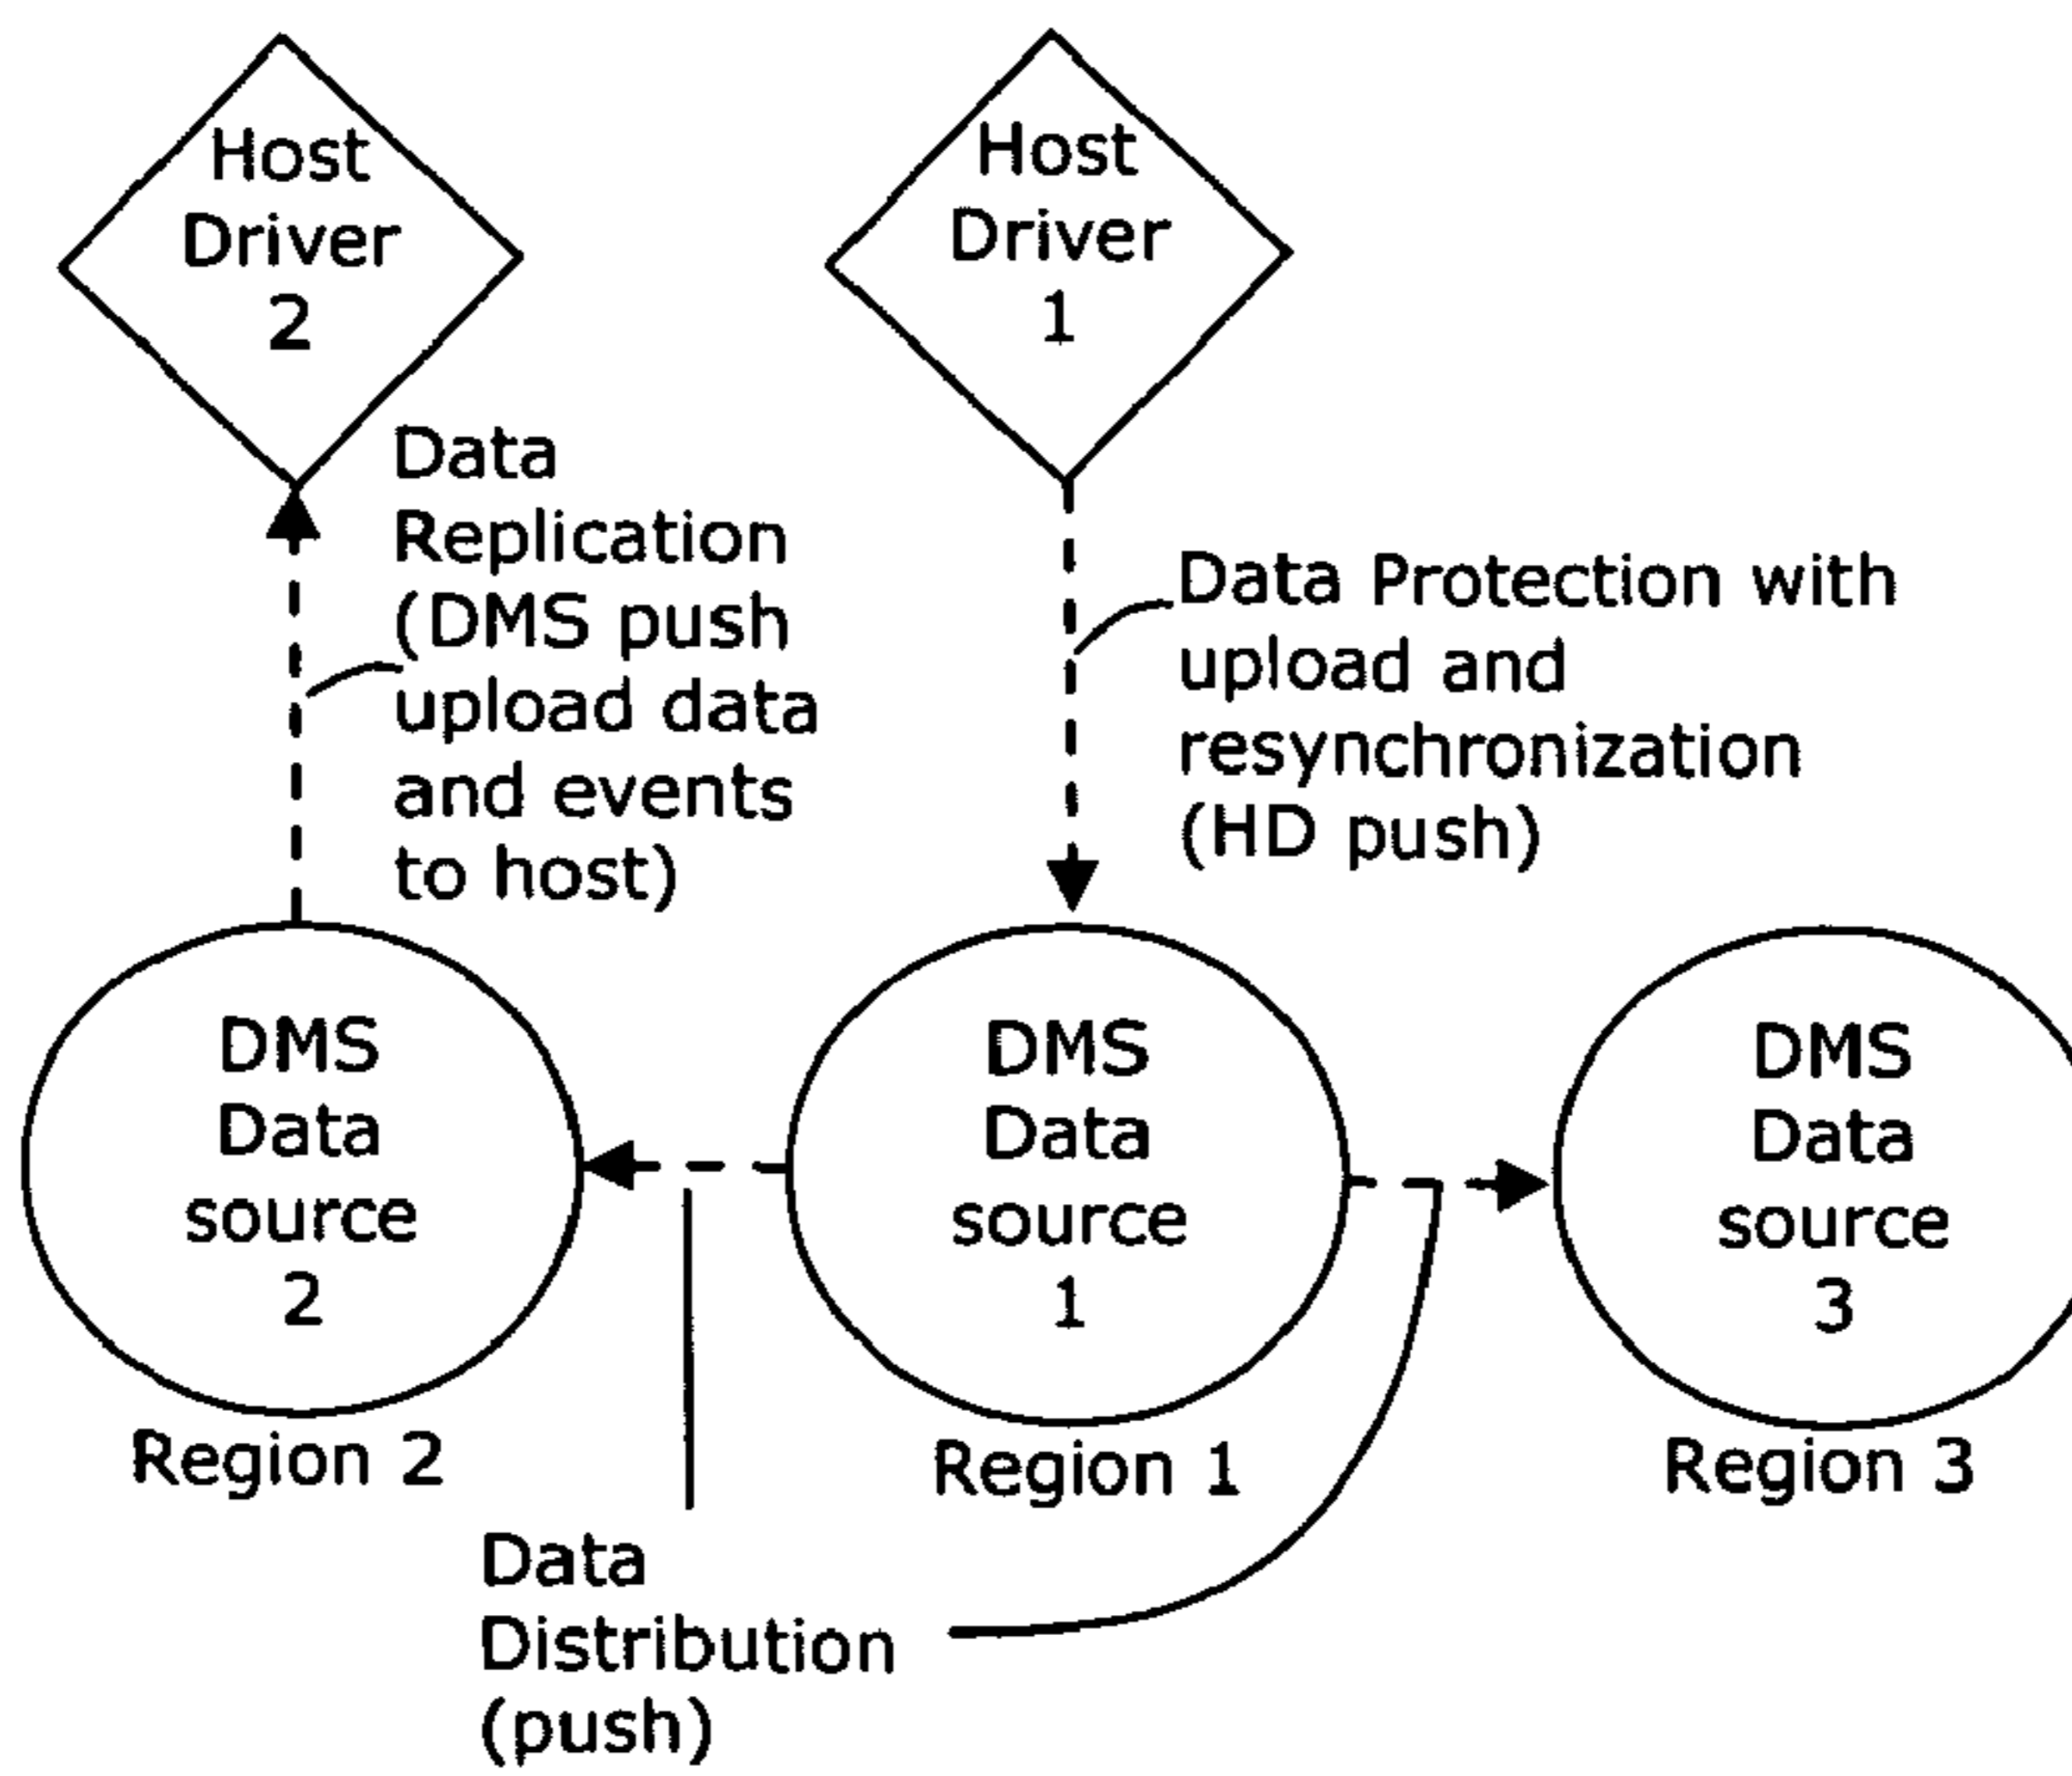 Host
Driver
2
Host
Driver
1
Data
Replication
(DMS push
upload data
and events
to host)
Data Protection with
upload and
resynchronization
(HD push)
DMS
Data
source
2
DMS
Data
source
1
DMS
Data
source
3
Region 2
Region 1
Region 3
Data
Distribution
(push)